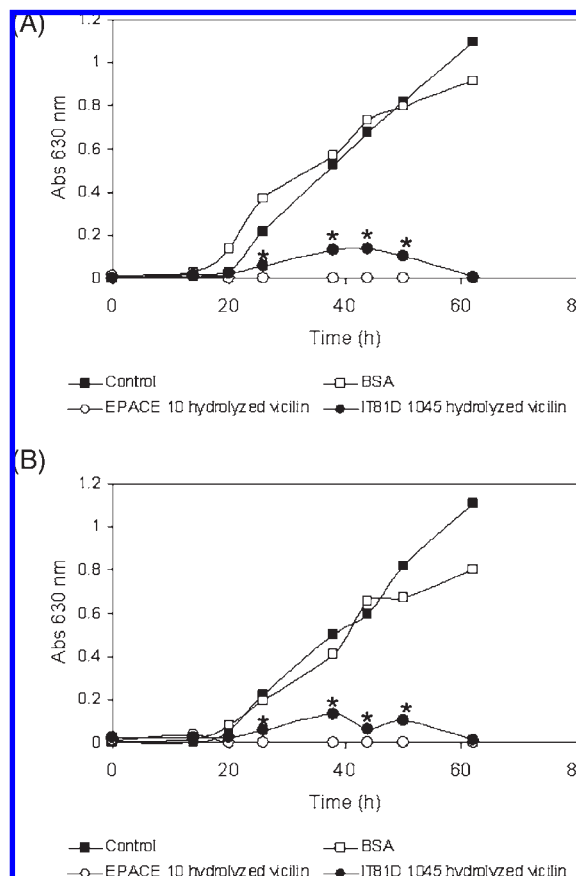 (A)
1
0.8
0.6
0.4
0.2
0
Abs 630 nm
* * * *
0 20 40 60 8
Time (h)
Control BSA
EPACE 10 hydrolyzed vicilin IT81D 1045 hydrolyzed vicilin
(B)
1.2
1
0.8
0.6
0.4
0.2
0
Abs 630 nm
* * * *
0 20 40 60 8
Time (h)
Control BSA
EPACE 10 hydrolyzed vicilin IT81D 1045 hydrolyzed vicilin